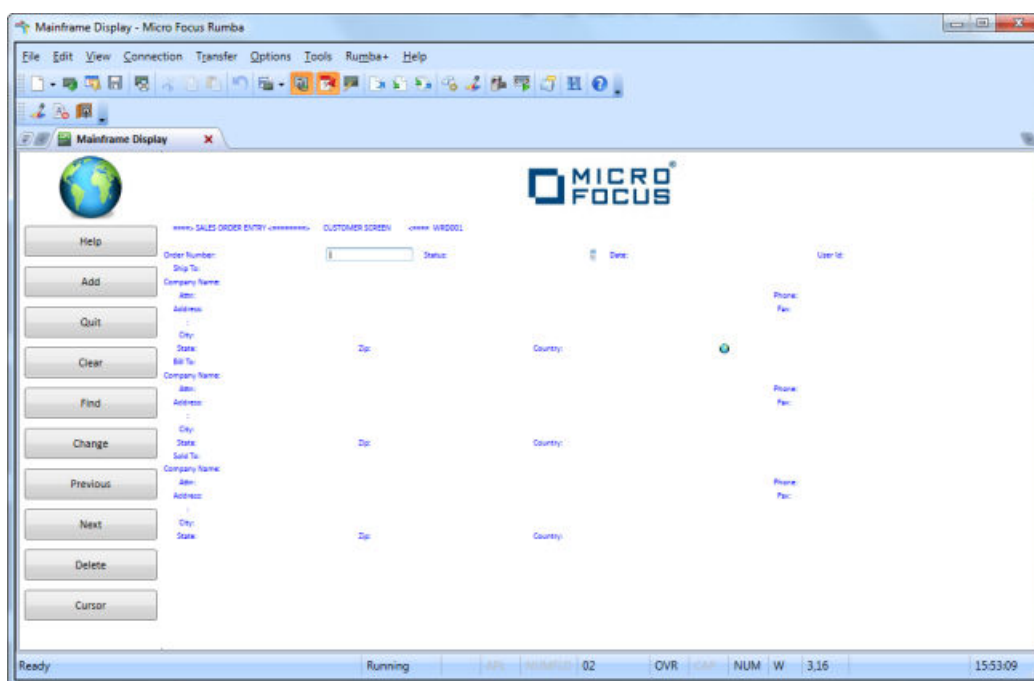 Mainframe Display - Micro Focus Rumba
File Edit View Connection Transfer Options Tools Rumba+ Help
Mainframe Display
MICRO
FOCUS
Help
Add
Quit
Clear
Find
Change
Previous
Next
Delete
Cursor
====> SALES ORDER ENTRY <========> CUSTOMER SCREEN <==== WRD001
Order Number: Status: Date: User Id:
Ship To:
Company Name:
Attn: Phone:
Address: Fax:
:
City:
State: Zip: Country:
Bill To:
Company Name:
Attn: Phone:
Address: Fax:
:
City:
State: Zip: Country:
Sold To:
Company Name:
Attn: Phone:
Address: Fax:
:
City:
State: Zip: Country:
Ready Running 02 OVR CAP NUM W 3,16 15:53:09